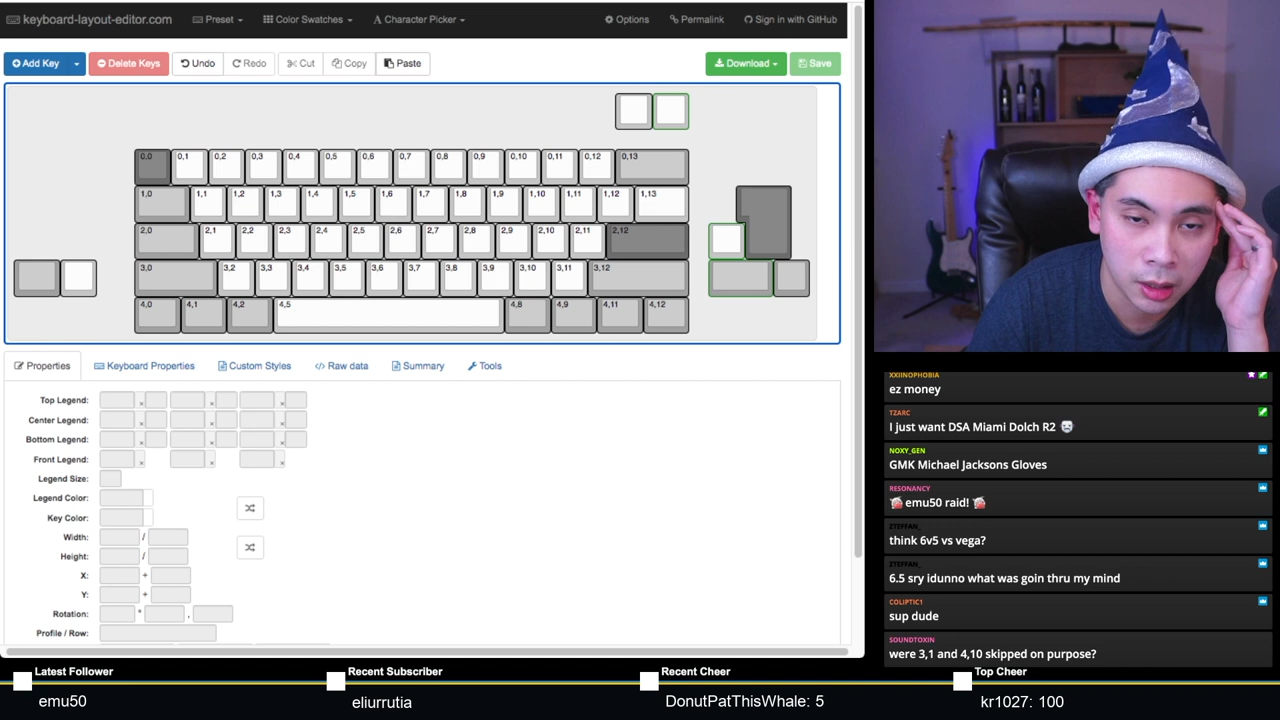 keyboard-layout-editor.com
Preset
Color Swatches
Character Picker
Options
Permalink
Sign in with GitHub
Add Key
Delete Keys
Undo
Redo
Cut
Copy
Paste
Download
Save
0,0 0,1 0,2 0,3 0,4 0,5 0,6 0,7 0,8 0,9 0,10 0,11 0,12 0,13
1,0 1,1 1,2 1,3 1,4 1,5 1,6 1,7 1,8 1,9 1,10 1,11 1,12 1,13
2,0 2,1 2,2 2,3 2,4 2,5 2,6 2,7 2,8 2,9 2,10 2,11 2,12
3,0 3,2 3,3 3,4 3,5 3,6 3,7 3,8 3,9 3,10 3,11 3,12
4,0 4,1 4,2 4,5 4,8 4,9 4,11 4,12
Properties
Keyboard Properties
Custom Styles
Raw data
Summary
Tools
Top Legend:
Center Legend:
Bottom Legend:
Front Legend:
Legend Size:
Legend Color:
Key Color:
Width: /
Height: /
X: +
Y: +
Rotation: ° ,
Profile / Row:
XXIINOPHOBIA
ez money
TZARC
I just want DSA Miami Dolch R2
NOXY_GEN
GMK Michael Jacksons Gloves
RESONANCY
emu50 raid!
ZTEFFAN_
think 6v5 vs vega?
ZTEFFAN_
6.5 sry idunno what was goin thru my mind
COLIPTIC1
sup dude
SOUNDTOXIN
were 3,1 and 4,10 skipped on purpose?
Latest Follower
emu50
Recent Subscriber
eliurrutia
Recent Cheer
DonutPatThisWhale: 5
Top Cheer
kr1027: 100